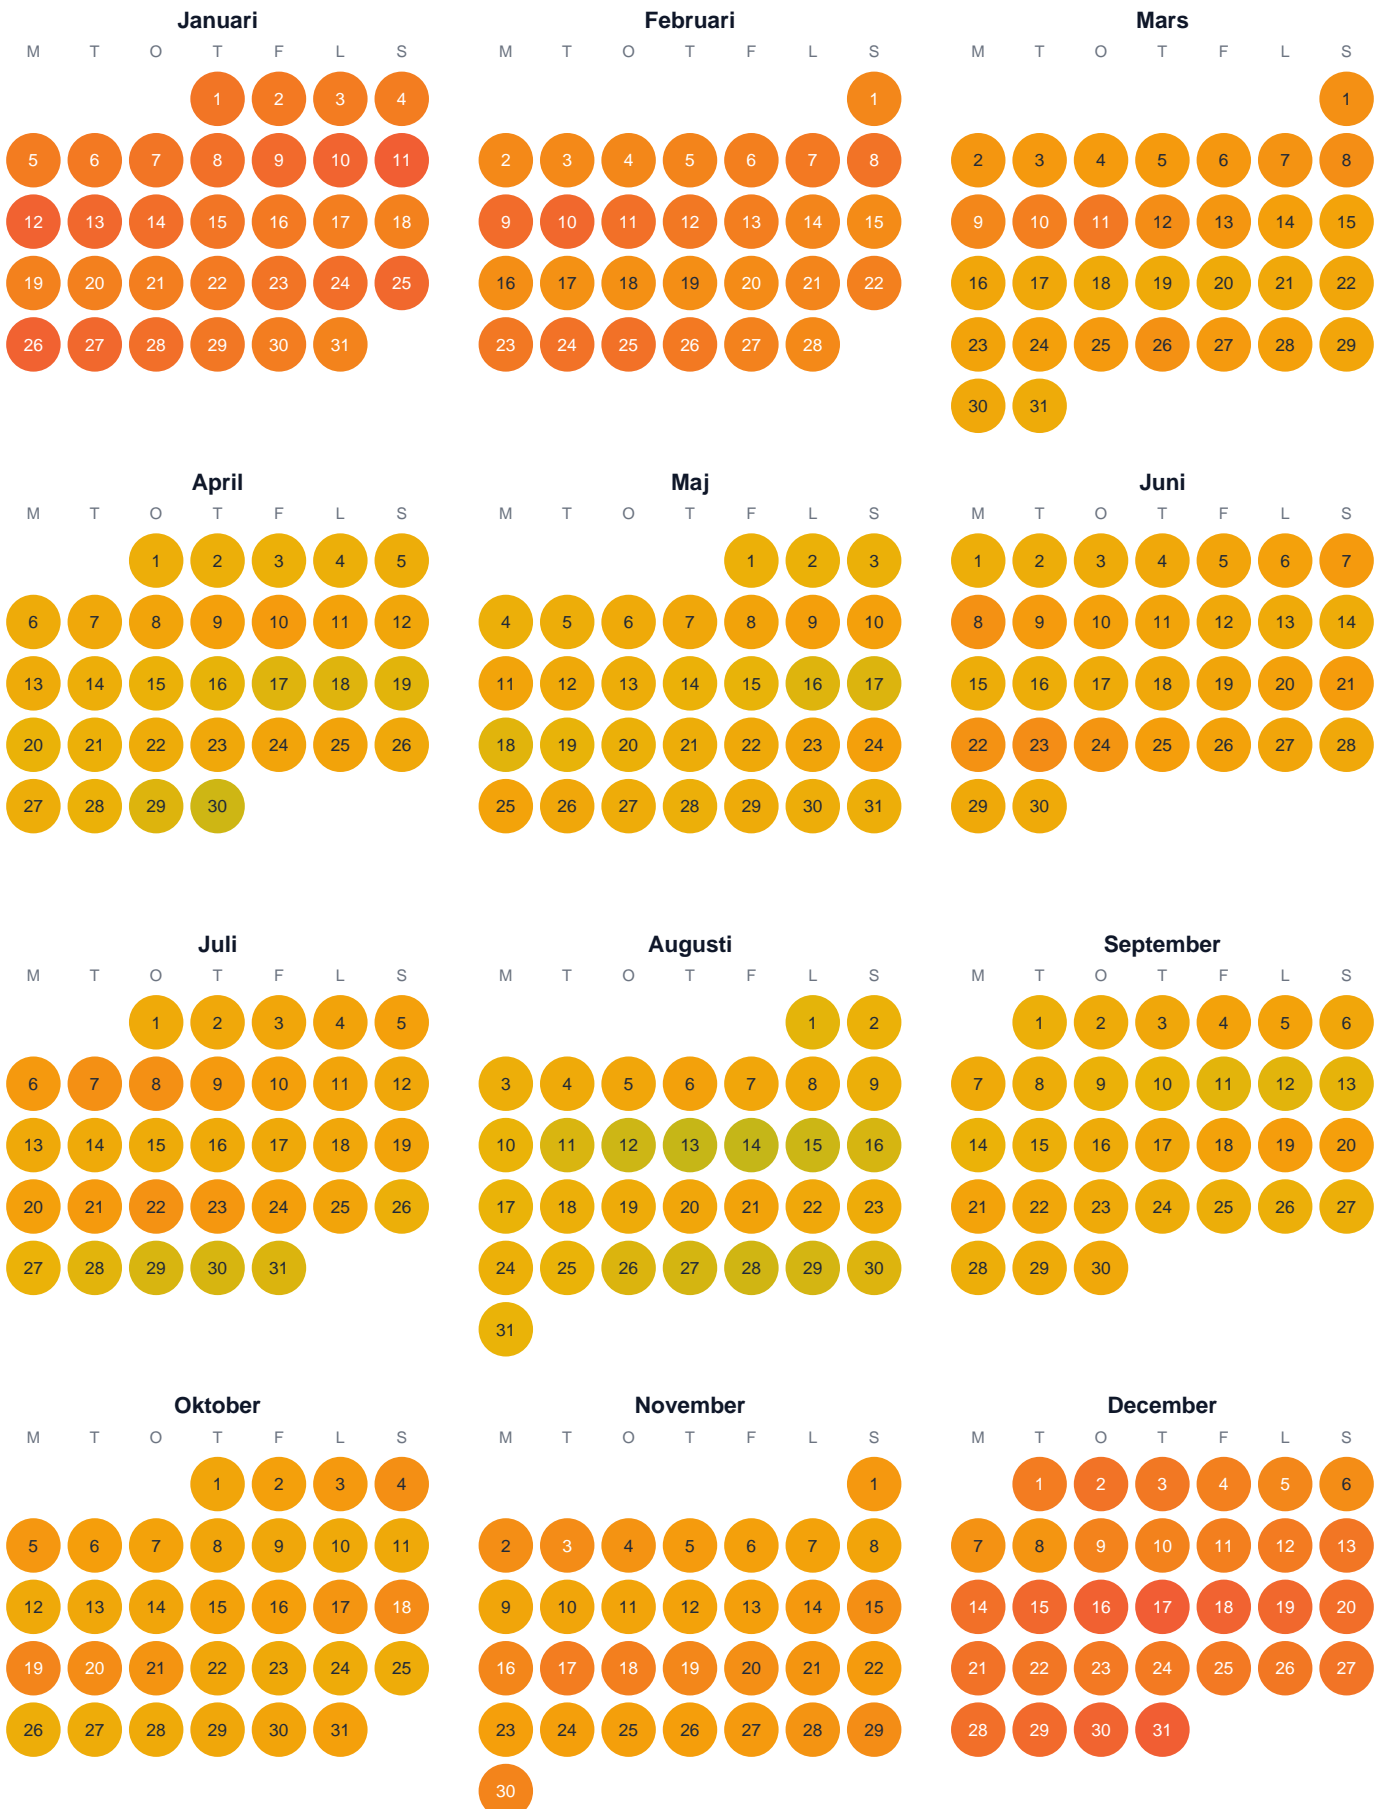 Januari Februari Mars
M T O T F L S M T O T F L S M T O T F L S
1 2 3 4 1 1
5 6 7 8 9 10 11 2 3 4 5 6 7 8 2 3 4 5 6 7 8
12 13 14 15 16 17 18 9 10 11 12 13 14 15 9 10 11 12 13 14 15
19 20 21 22 23 24 25 16 17 18 19 20 21 22 16 17 18 19 20 21 22
26 27 28 29 30 31 23 24 25 26 27 28 23 24 25 26 27 28 29
30 31
April Maj Juni
M T O T F L S M T O T F L S M T O T F L S
1 2 3 4 5 1 2 3 1 2 3 4 5 6 7
6 7 8 9 10 11 12 4 5 6 7 8 9 10 8 9 10 11 12 13 14
13 14 15 16 17 18 19 11 12 13 14 15 16 17 15 16 17 18 19 20 21
20 21 22 23 24 25 26 18 19 20 21 22 23 24 22 23 24 25 26 27 28
27 28 29 30 25 26 27 28 29 30 31 29 30
Juli Augusti September
M T O T F L S M T O T F L S M T O T F L S
1 2 3 4 5 1 2 1 2 3 4 5 6
6 7 8 9 10 11 12 3 4 5 6 7 8 9 7 8 9 10 11 12 13
13 14 15 16 17 18 19 10 11 12 13 14 15 16 14 15 16 17 18 19 20
20 21 22 23 24 25 26 17 18 19 20 21 22 23 21 22 23 24 25 26 27
27 28 29 30 31 24 25 26 27 28 29 30 28 29 30
31
Oktober November December
M T O T F L S M T O T F L S M T O T F L S
1 2 3 4 1 1 2 3 4 5 6
5 6 7 8 9 10 11 2 3 4 5 6 7 8 7 8 9 10 11 12 13
12 13 14 15 16 17 18 9 10 11 12 13 14 15 14 15 16 17 18 19 20
19 20 21 22 23 24 25 16 17 18 19 20 21 22 21 22 23 24 25 26 27
26 27 28 29 30 31 23 24 25 26 27 28 29 28 29 30 31
30